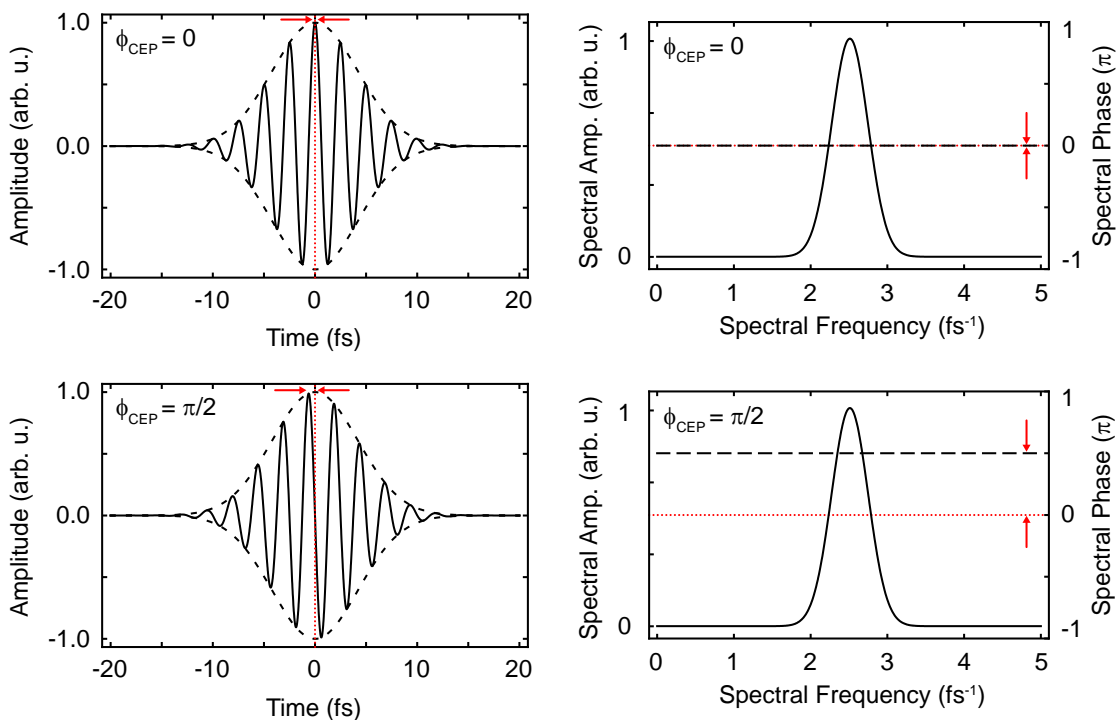 ϕCEP = 0
Amplitude (arb. u.)
1.0
0.0
-1.0
-20 -10 0 10 20
Time (fs)
ϕCEP = 0
Spectral Amp. (arb. u.)
1
0
Spectral Phase (π)
1
0
-1
0 1 2 3 4 5
Spectral Frequency (fs-1)
ϕCEP = π/2
Amplitude (arb. u.)
1.0
0.0
-1.0
-20 -10 0 10 20
Time (fs)
ϕCEP = π/2
Spectral Amp. (arb. u.)
1
0
Spectral Phase (π)
1
0
-1
0 1 2 3 4 5
Spectral Frequency (fs-1)